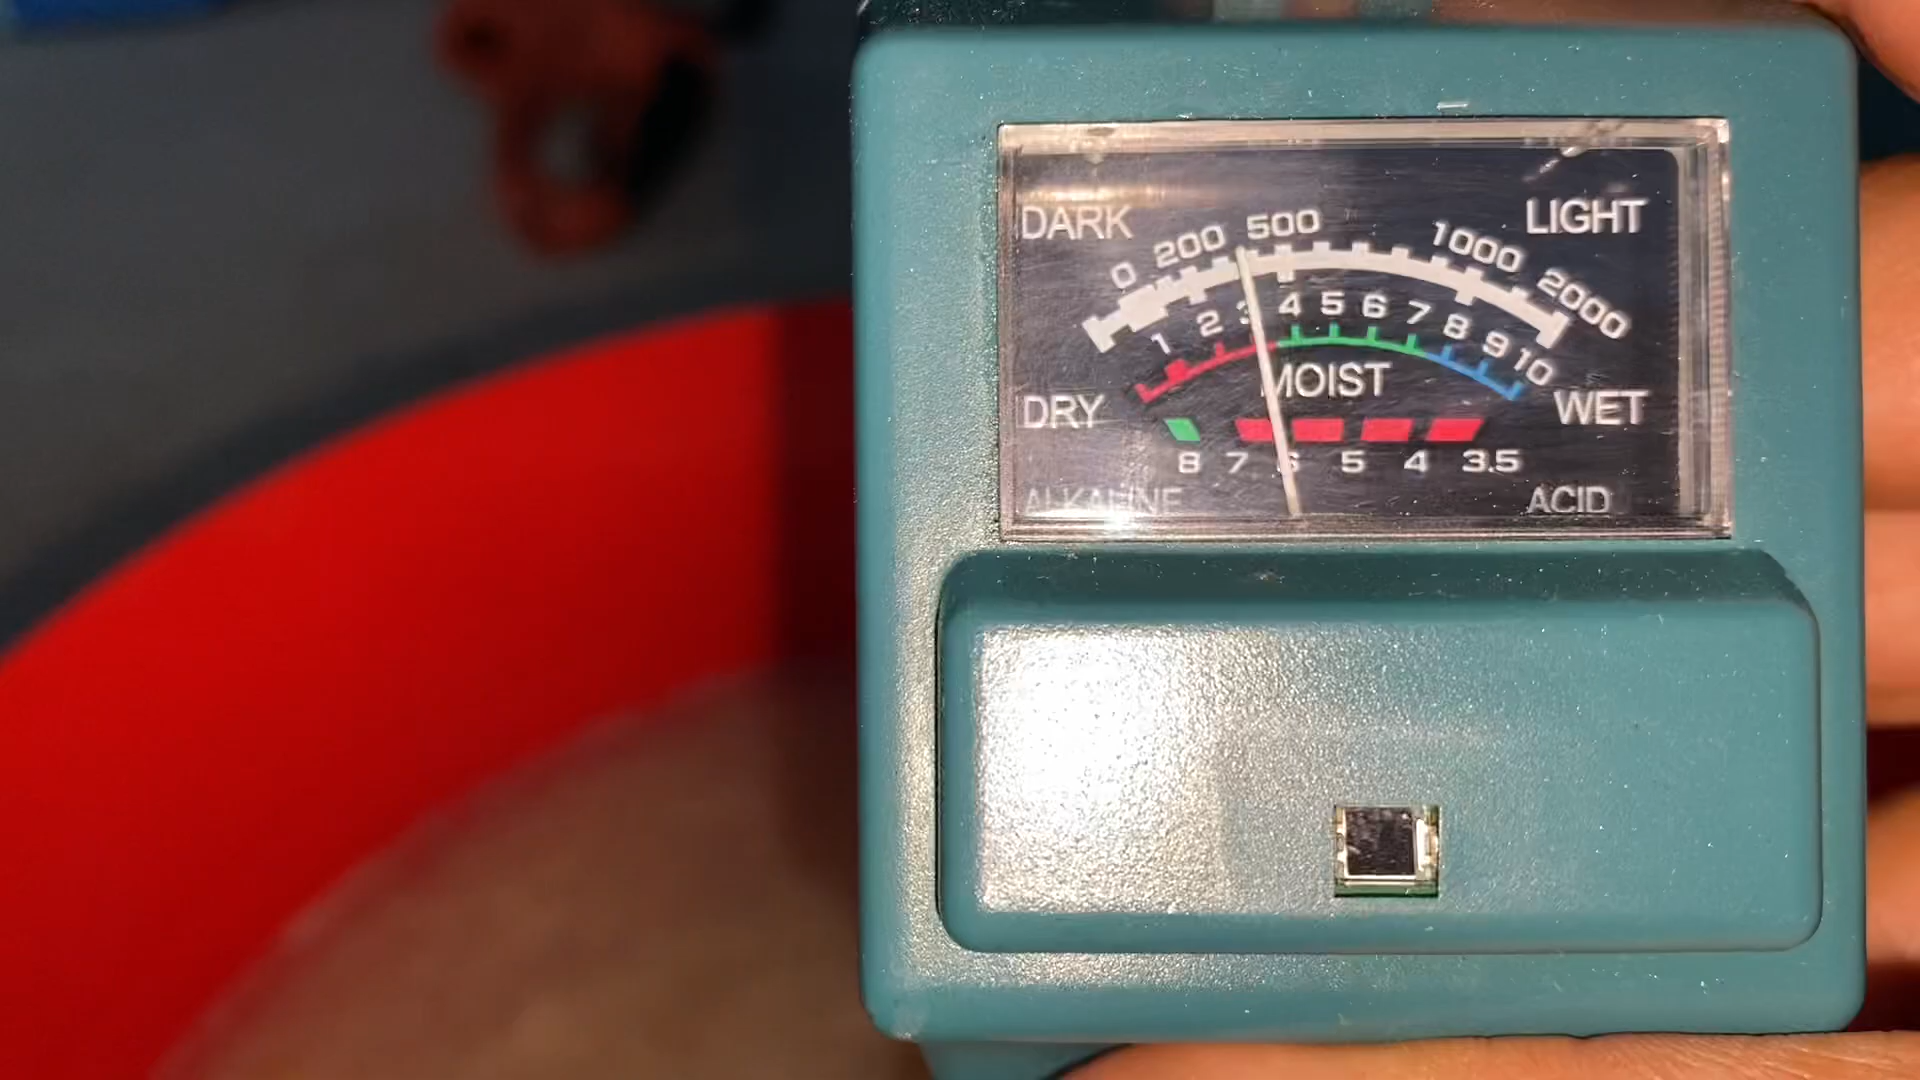 DARK LIGHT
0 200 500 1000 2000
1 2 3 4 5 6 7 8 9 10
DRY MOIST WET
8 7 6 5 4 3.5
ALKALINE ACID